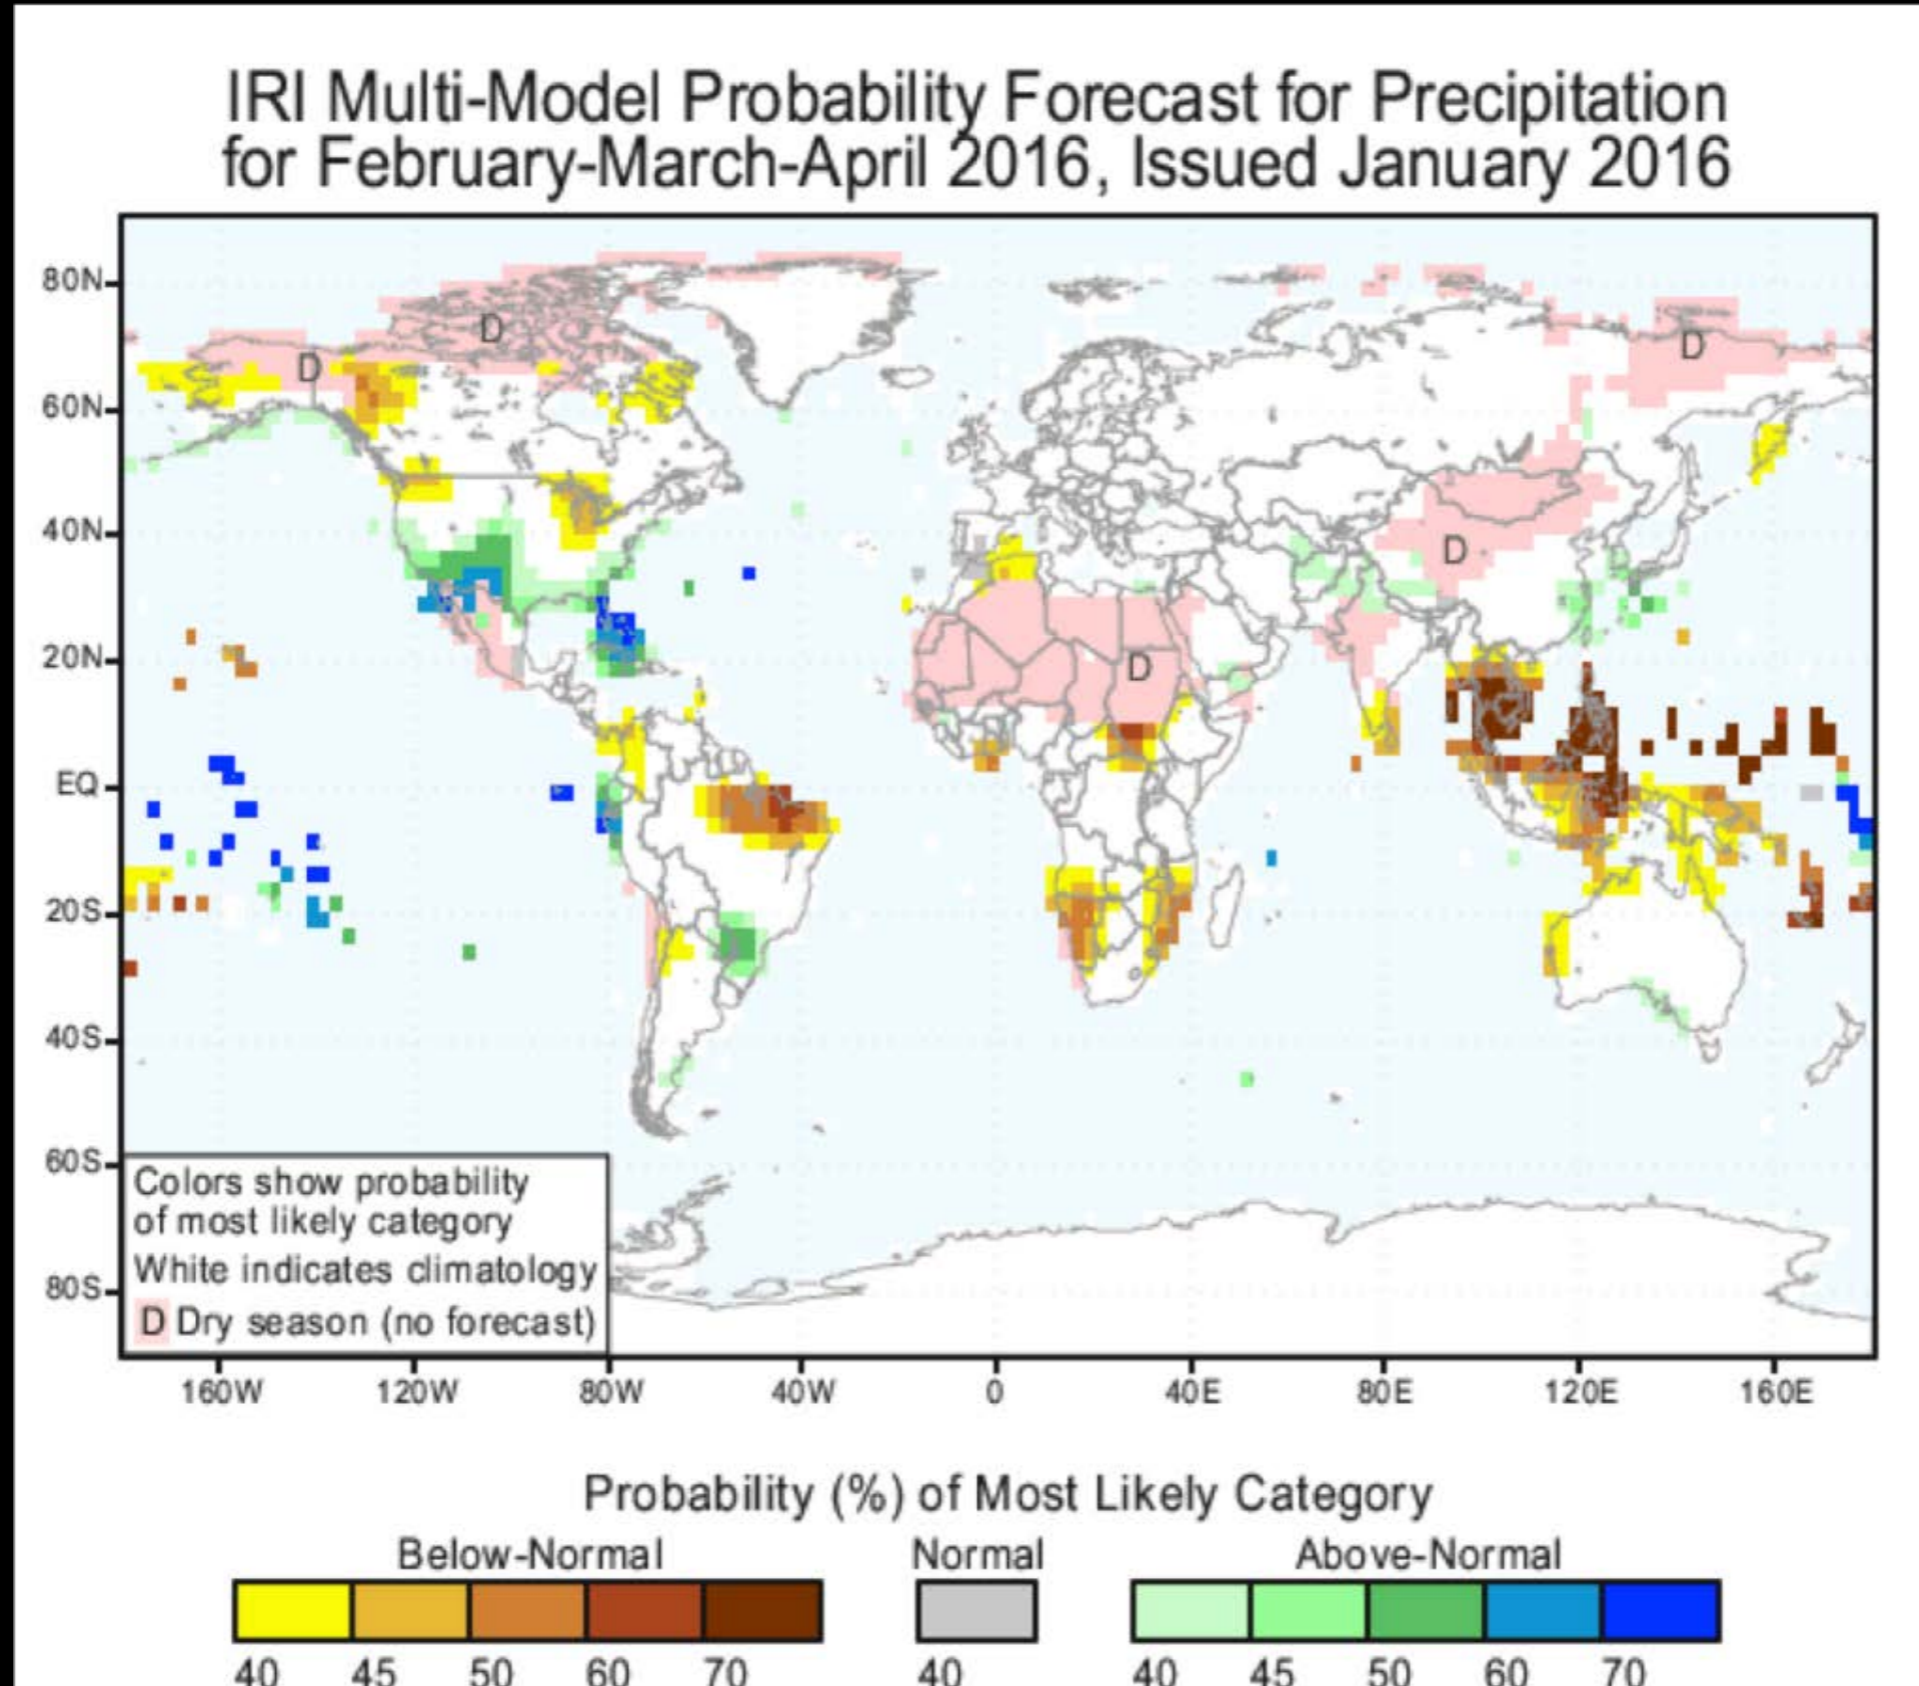 IRI Multi-Model Probability Forecast for Precipitation
for February-March-April 2016, Issued January 2016
80N
60N
40N
20N
EQ
20S
40S
60S
80S
D
D
D
D
D
Colors show probability
of most likely category
White indicates climatology
D Dry season (no forecast)
160W 120W 80W 40W 0 40E 80E 120E 160E
Probability (%) of Most Likely Category
Below-Normal Normal Above-Normal
40 45 50 60 70 40 40 45 50 60 70